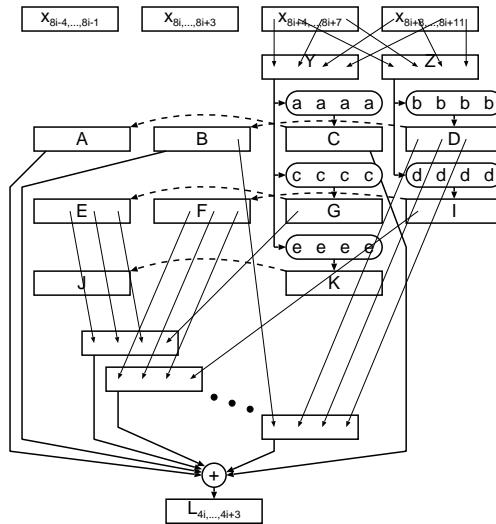 x8i-4,...,8i-1 x8i,...,8i+3 x8i+4,...,8i+7 x8i+8,...,8i+11
Y Z
a a a a b b b b
A B C D
c c c c d d d d
E F G I
e e e e
J K
+
L4i,...,4i+3